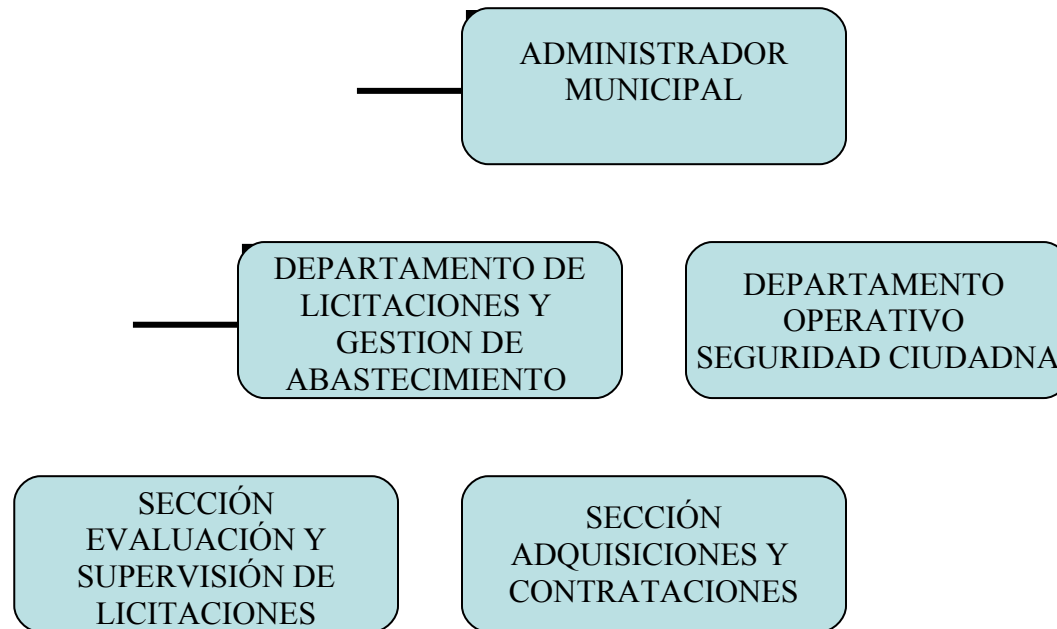 ADMINISTRADOR
MUNICIPAL
DEPARTAMENTO DE
LICITACIONES Y
GESTION DE
ABASTECIMIENTO
DEPARTAMENTO
OPERATIVO
SEGURIDAD CIUDADNA
SECCIÓN
EVALUACIÓN Y
SUPERVISIÓN DE
LICITACIONES
SECCIÓN
ADQUISICIONES Y
CONTRATACIONES